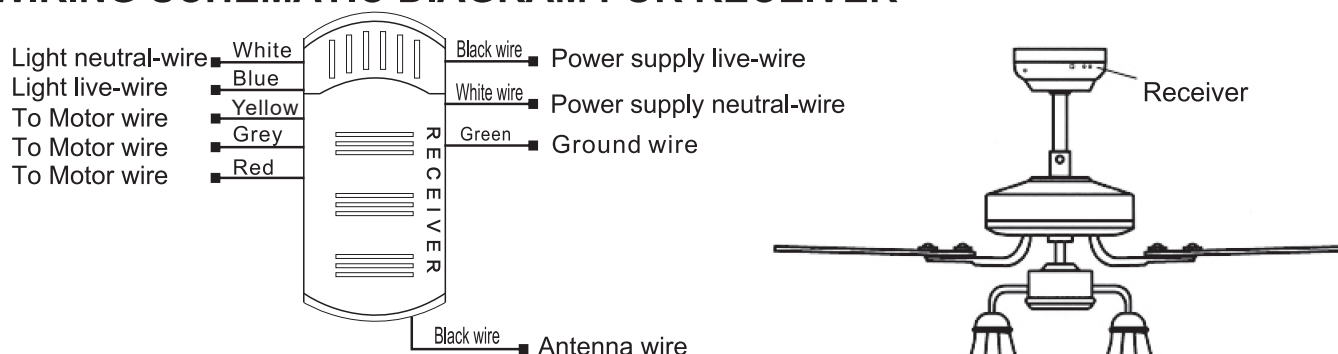 WIRING SCHEMATIC DIAGRAM FOR RECEIVER
Light neutral-wire White
Light live-wire Blue
To Motor wire Yellow
To Motor wire Grey
To Motor wire Red
RECEIVER
Black wire Power supply live-wire
White wire Power supply neutral-wire
Green Ground wire
Black wire Antenna wire
Receiver